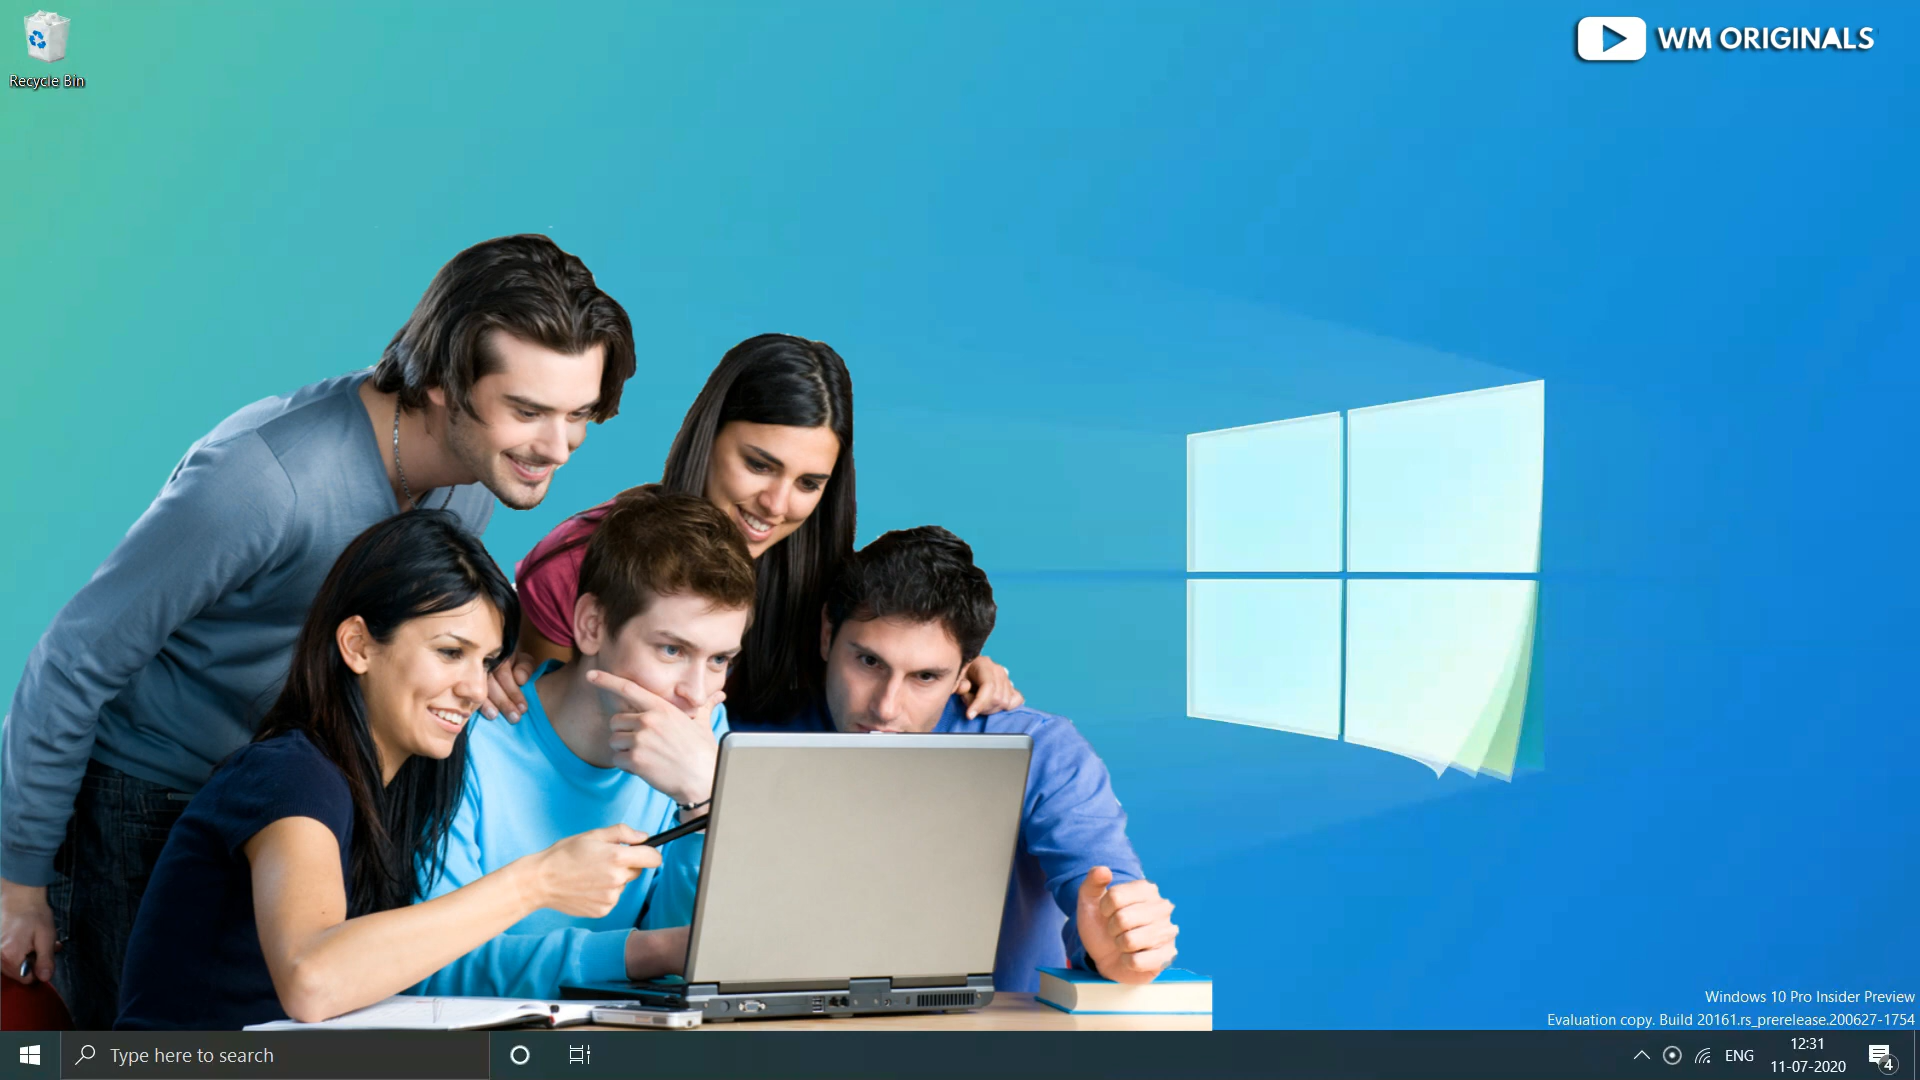 WM ORIGINALS
Recycle Bin
Windows 10 Pro Insider Preview
Evaluation copy. Build 20161.rs_prerelease.200627-1754
Type here to search
ENG
12:31
11-07-2020
4